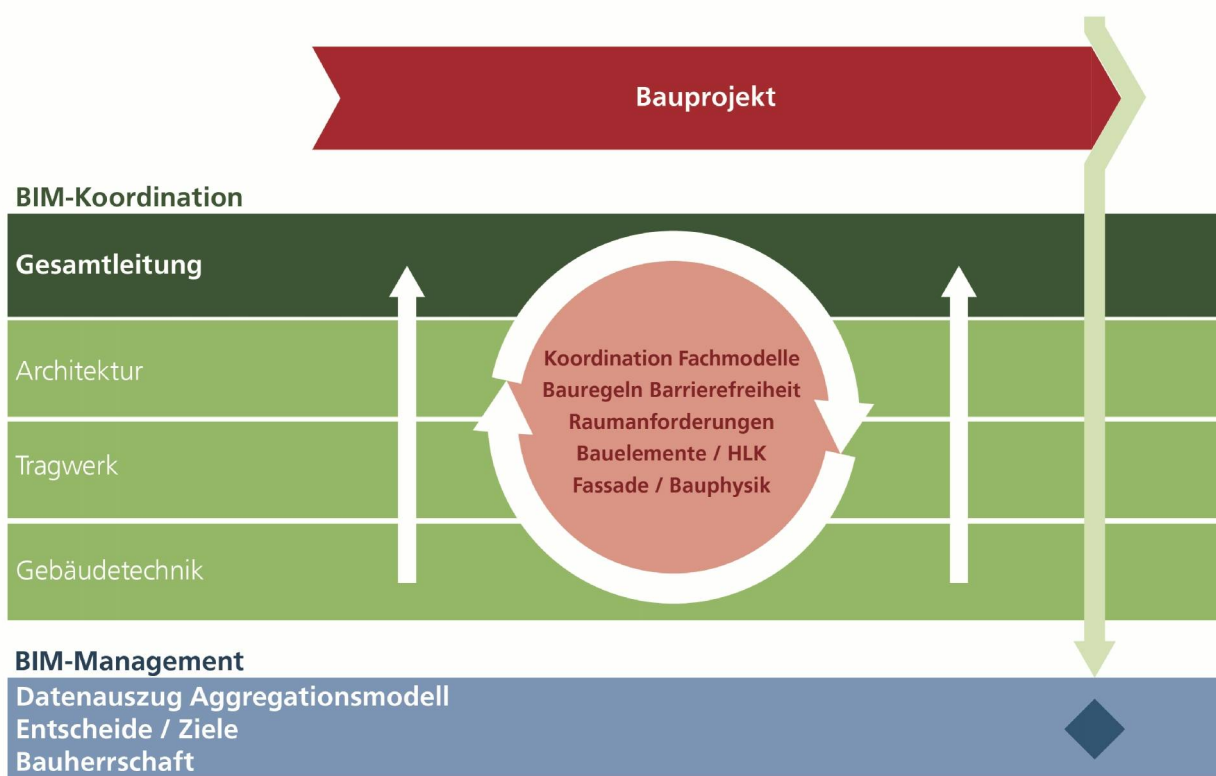 Bauprojekt
BIM-Koordination
Gesamtleitung
Architektur
Tragwerk
Gebäudetechnik
Koordination Fachmodelle
Bauregeln Barrierefreiheit
Raumanforderungen
Bauelemente / HLK
Fassade / Bauphysik
BIM-Management
Datenauszug Aggregationsmodell
Entscheide / Ziele
Bauherrschaft